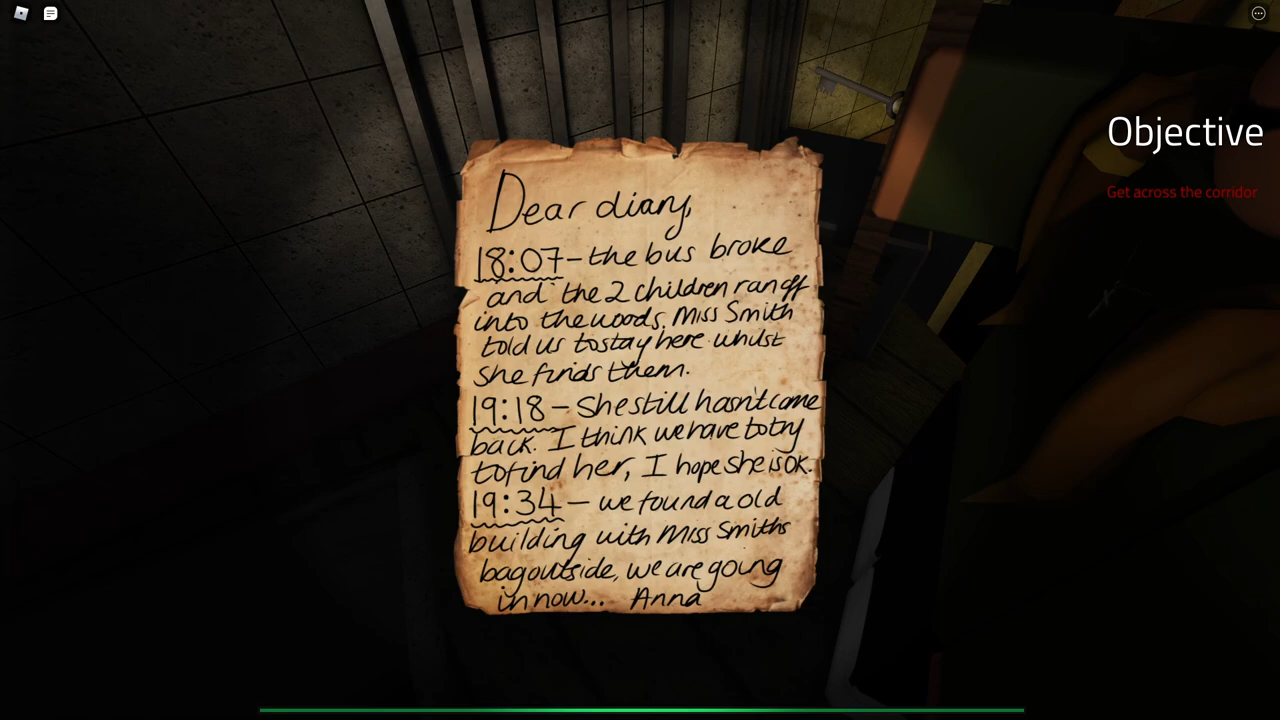 Objective
Get across the corridor
Dear diary,
18:07-the bus broke
and the 2 children ran off
into the woods. Miss Smith
told us to stay here whilst
she finds them.
19:18-She still hasn't come
back. I think we have to try
to find her, I hope she is ok.
19:34-we found a old
building with Miss Smiths
bag outside, we are going
in now... Anna